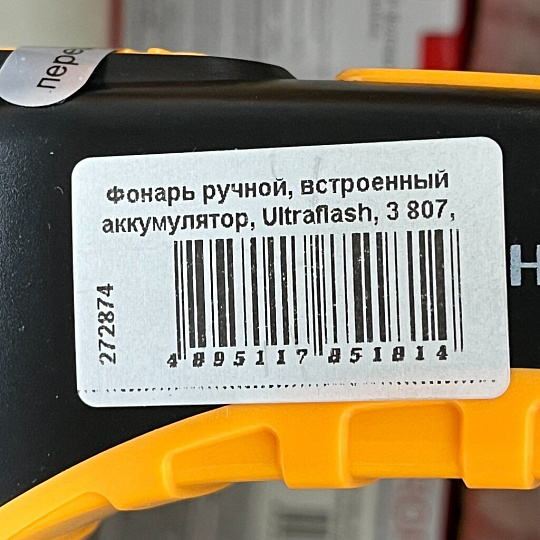 пере
Фонарь ручной, встроенный
аккумулятор, Ultraflash, 3 807,
272874
4 895117 851814